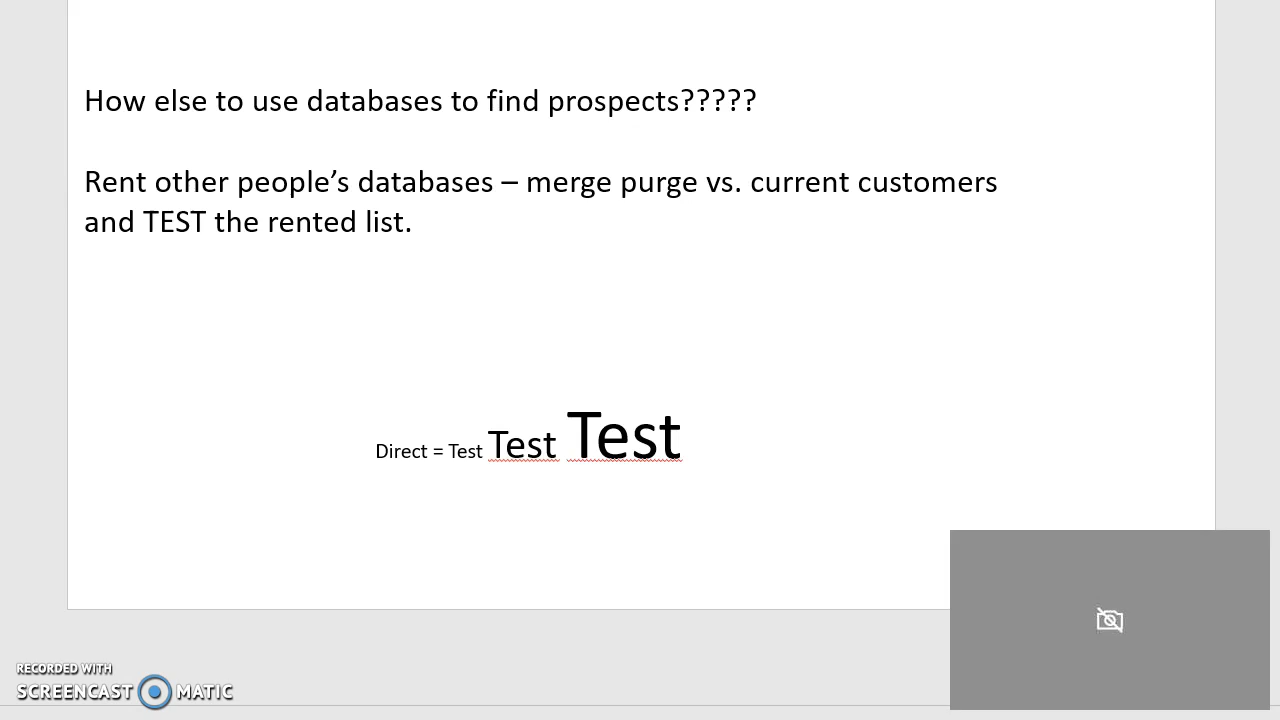 How else to use databases to find prospects?????
Rent other people’s databases – merge purge vs. current customers
and TEST the rented list.
Direct = Test Test Test
RECORDED WITH
SCREENCAST MATIC